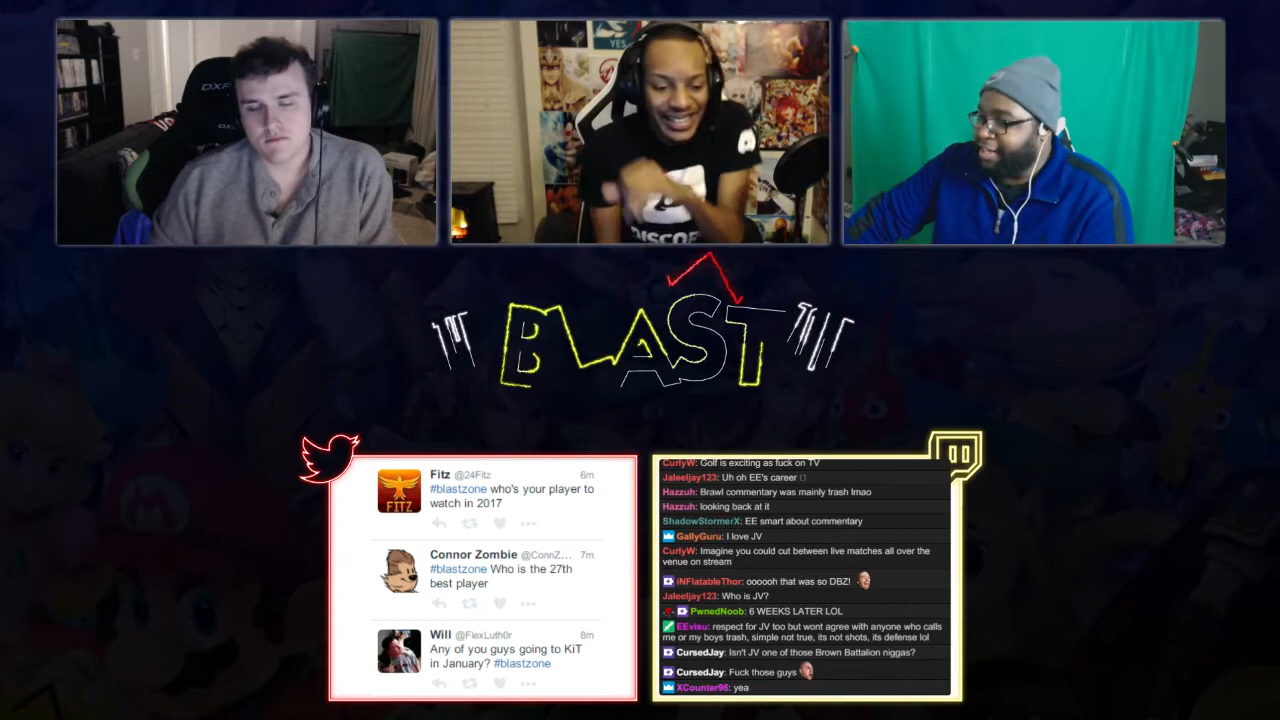 DXR
YES
DISCOR
BLAST
Fitz @24Fitz 6m
#blastzone who's your player to
watch in 2017
FITZ
Connor Zombie @ConnZ... 7m
#blastzone Who is the 27th
best player
Will @FlexLuth0r 8m
Any of you guys going to KiT
in January? #blastzone
CurlyW: Golf is exciting as fuck on TV
Jaleeljay123: Uh oh EE's career
Hazzuh: Brawl commentary was mainly trash lmao
Hazzuh: looking back at it
ShadowStormerX: EE smart about commentary
GallyGuru: I love JV
CurlyW: Imagine you could cut between live matches all over the
venue on stream
iNFlatableThor: oooooh that was so DBZ!
Jaleeljay123: Who is JV?
PwnedNoob: 6 WEEKS LATER LOL
EEvisu: respect for JV too but wont agree with anyone who calls
me or my boys trash, simple not true, its not shots, its defense lol
CursedJay: Isn't JV one of those Brown Battalion niggas?
CursedJay: Fuck those guys
XCounter96: yea